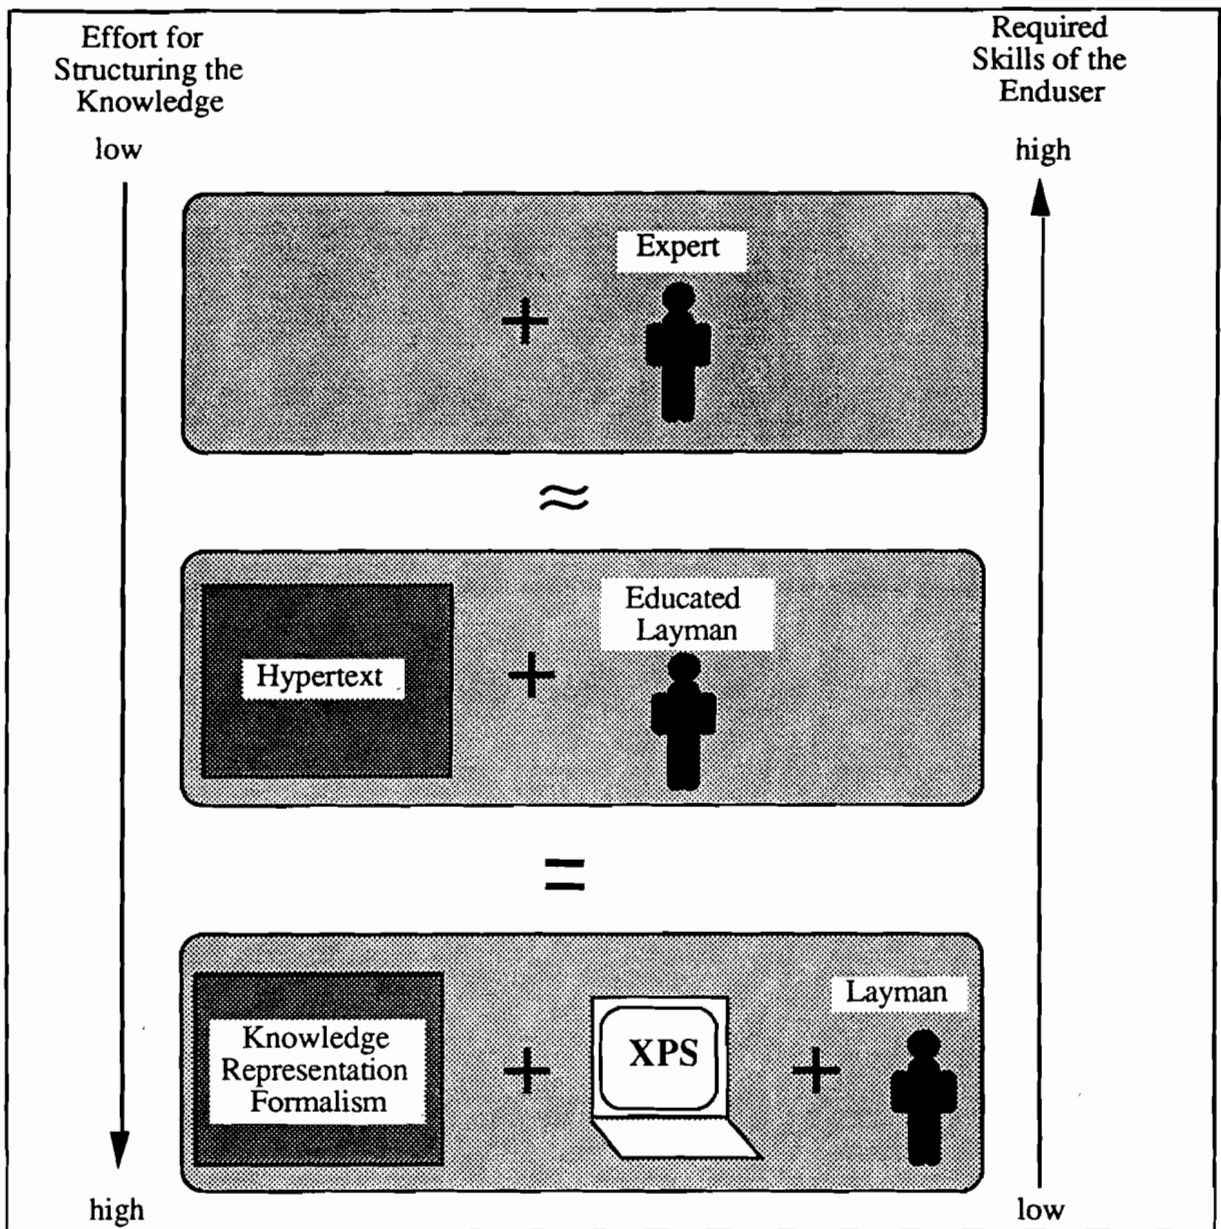 Effort for
Structuring the
Knowledge
low
Required
Skills of the
Enduser
high
Expert
+
≈
Educated
Layman
Hypertext
+
=
Layman
Knowledge
Representation
Formalism
+
XPS
+
high
low